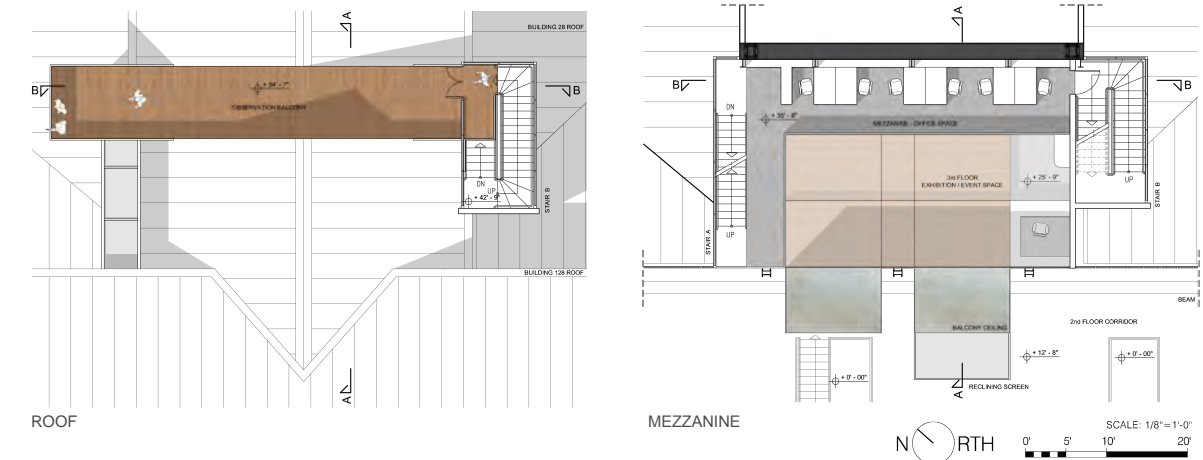 A
BUILDING 28 ROOF
B
+ 54' - 7"
OBSERVATION BALCONY
B
DN
UP
+ 42' - 9"
STAIR B
BUILDING 128 ROOF
A
ROOF
A
B
B
DN
+ 35' - 8"
MEZZANINE - OFFICE SPACE
3rd FLOOR
EXHIBITION / EVENT SPACE
+ 25' - 9"
UP
STAIR B
STAIR A
UP
BEAM
2nd FLOOR CORRIDOR
BALCONY CEILING
+ 12' - 8"
+ 0' - 00"
+ 0' - 00"
A
RECLINING SCREEN
MEZZANINE
SCALE: 1/8"=1'-0"
N RTH
0' 5' 10' 20'